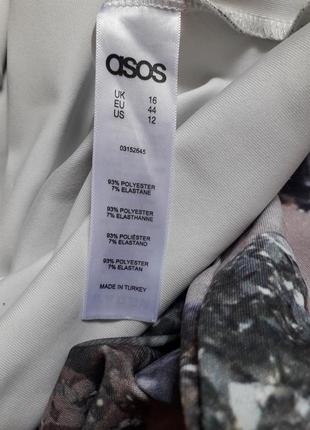 asos
UK 16
EU 44
US 12
03152645
93% POLYESTER
7% ELASTANE
93% POLYESTER
7% ELASTHANNE
93% POLIÉSTER
7% ELASTANO
93% POLYESTER
7% ELASTAN
MADE IN TURKEY